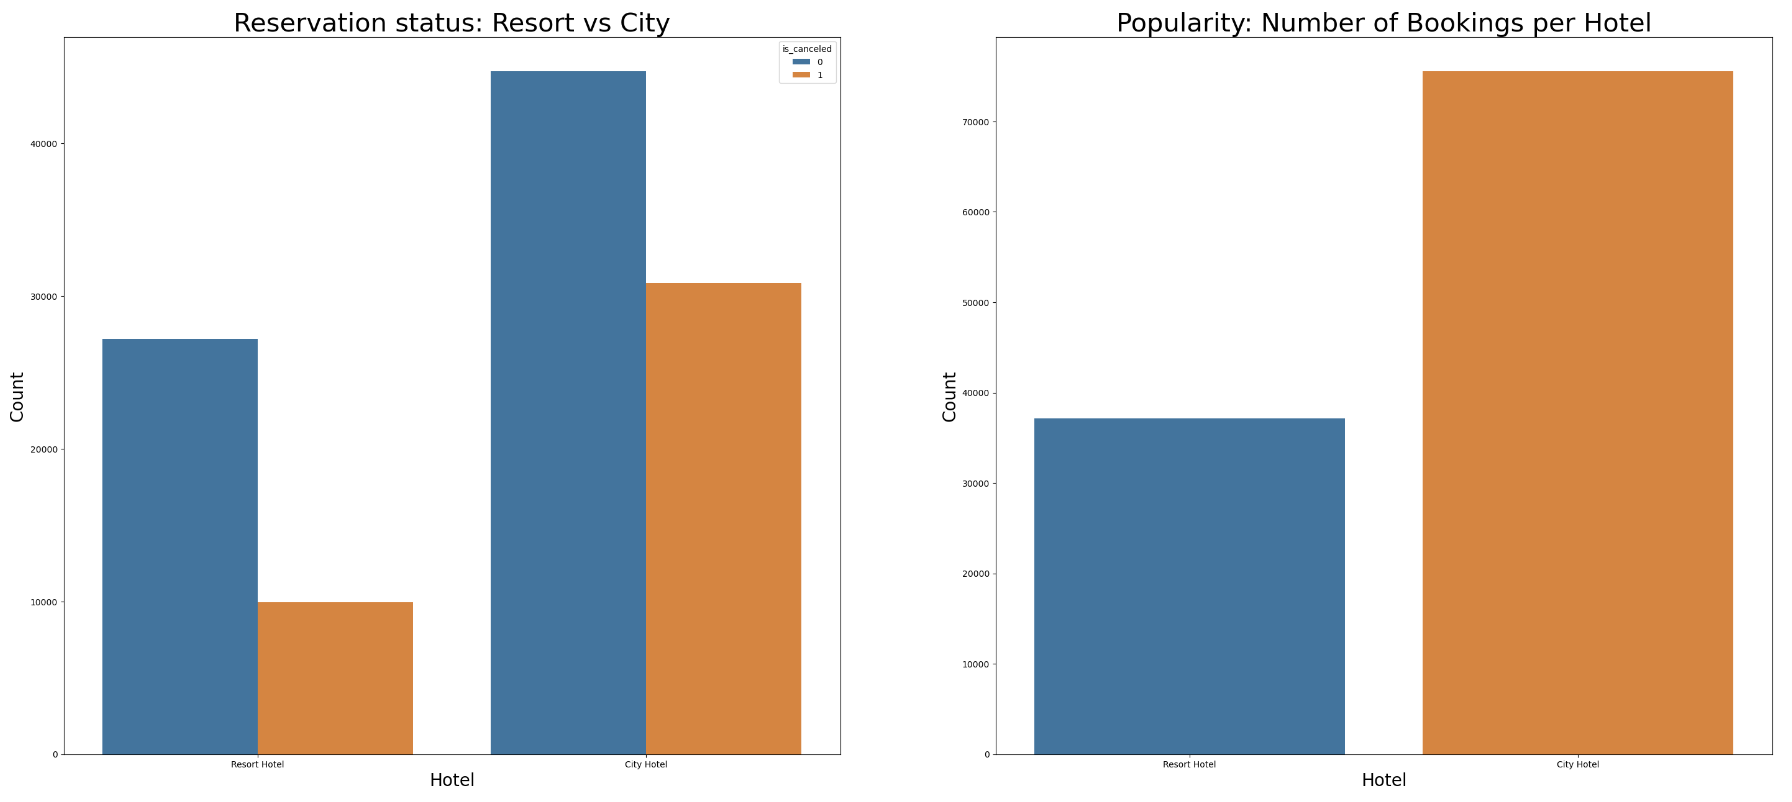 Reservation status: Resort vs City
is_canceled
0
1
40000
30000
20000
10000
0
Count
Resort Hotel
City Hotel
Hotel
Popularity: Number of Bookings per Hotel
70000
60000
50000
40000
30000
20000
10000
0
Count
Resort Hotel
City Hotel
Hotel